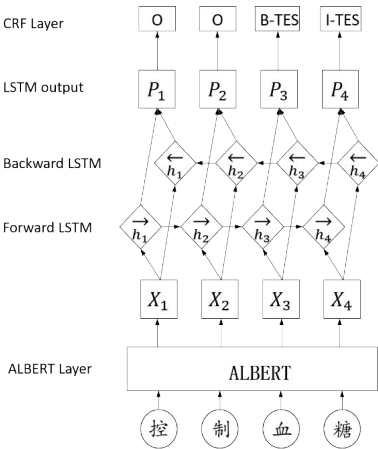 CRF Layer O O B-TES I-TES
LSTM output P₁ P₂ P₃ P₄
Backward LSTM ←h₁ ←h₂ ←h₃ ←h₄
Forward LSTM →h₁ →h₂ →h₃ →h₄
X₁ X₂ X₃ X₄
ALBERT Layer ALBERT
控 制 血 糖